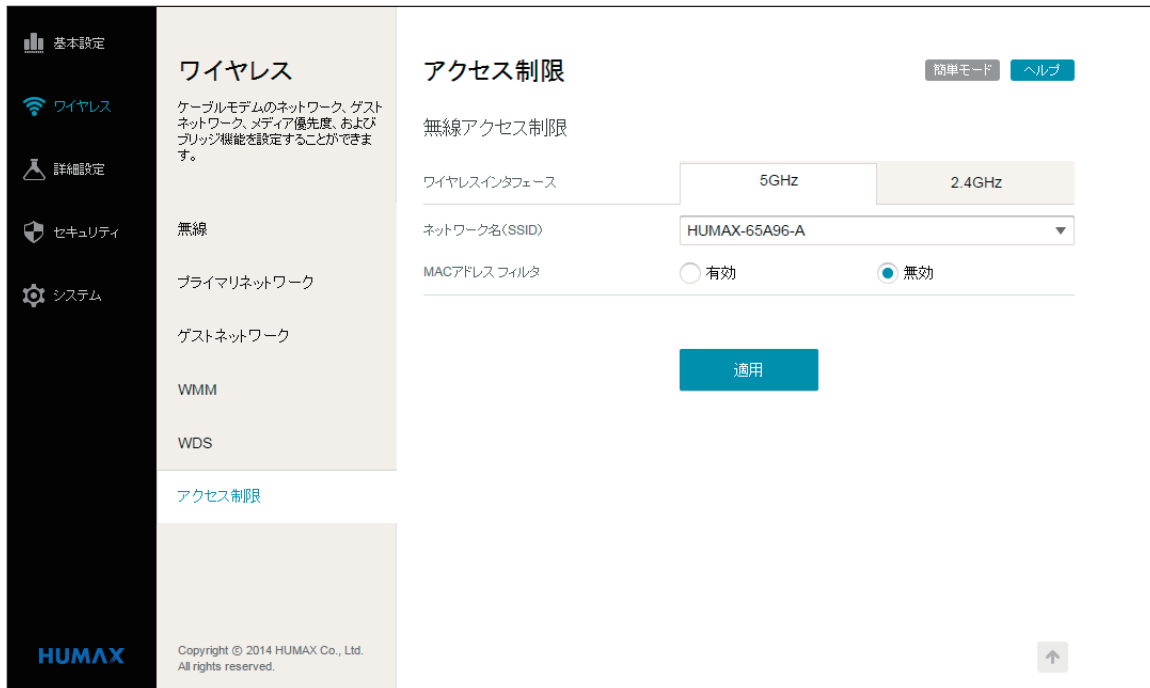 基本設定
ワイヤレス
詳細設定
セキュリティ
システム
HUMAX
ワイヤレス
ケーブルモデムのネットワーク、ゲスト
ネットワーク、メディア優先度、および
ブリッジ機能を設定することができま
す。
無線
プライマリネットワーク
ゲストネットワーク
WMM
WDS
アクセス制限
Copyright © 2014 HUMAX Co., Ltd.
All rights reserved.
アクセス制限
簡単モード ヘルプ
無線アクセス制限
ワイヤレスインタフェース 5GHz 2.4GHz
ネットワーク名(SSID) HUMAX-65A96-A
MACアドレス フィルタ 有効 無効
適用